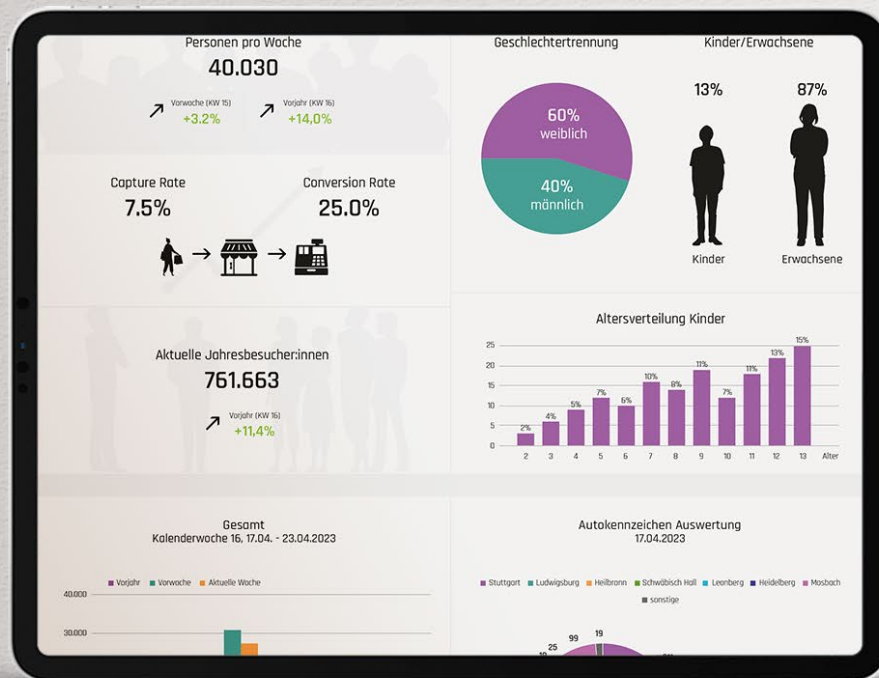 Personen pro Woche
40.030
Vorwoche (KW 15)
+3.2%
Vorjahr (KW 16)
+14,0%
Capture Rate
7.5%
Conversion Rate
25.0%
Aktuelle Jahresbesucher:innen
761.663
Vorjahr (KW 16)
+11,4%
Geschlechtertrennung
60%
weiblich
40%
männlich
Kinder/Erwachsene
13%
87%
Kinder
Erwachsene
Altersverteilung Kinder
25
20
15
10
5
0
2% 4% 5% 7% 6% 10% 8% 11% 7% 11% 13% 15%
2 3 4 5 6 7 8 9 10 11 12 13 Alter
Gesamt
Kalenderwoche 16, 17.04. - 23.04.2023
Vorjahr Vorwoche Aktuelle Woche
40.000
30.000
Autokennzeichen Auswertung
17.04.2023
Stuttgart Ludwigsburg Heilbronn Schwäbisch Hall Leonberg Heidelberg Mosbach
sonstige
25 99 19